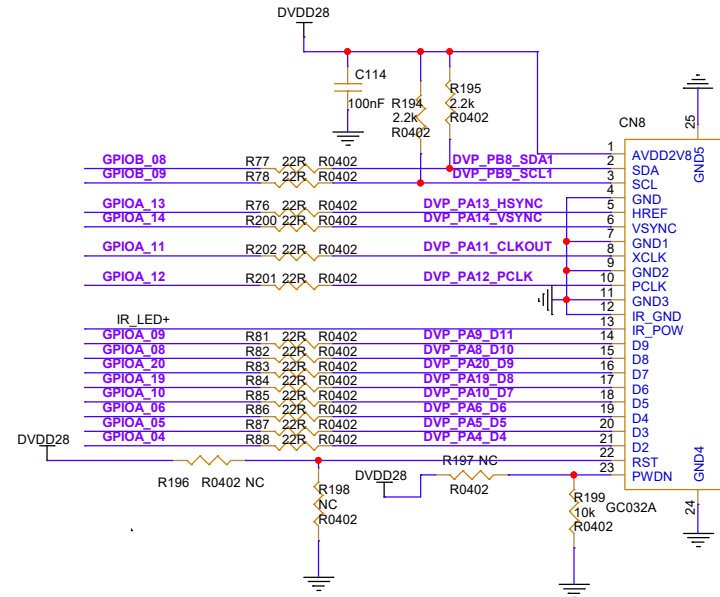 DVDD28
C114
100nF
R194
2.2k
R0402
R195
2.2k
R0402
CN8
25
GND5
GPIOB_08 R77 22R R0402 DVP_PB8_SDA1
GPIOB_09 R78 22R R0402 DVP_PB9_SCL1
GPIOA_13 R76 22R R0402 DVP_PA13_HSYNC
GPIOA_14 R200 22R R0402 DVP_PA14_VSYNC
GPIOA_11 R202 22R R0402 DVP_PA11_CLKOUT
GPIOA_12 R201 22R R0402 DVP_PA12_PCLK
IR_LED+
GPIOA_09 R81 22R R0402 DVP_PA9_D11
GPIOA_08 R82 22R R0402 DVP_PA8_D10
GPIOA_20 R83 22R R0402 DVP_PA20_D9
GPIOA_19 R84 22R R0402 DVP_PA19_D8
GPIOA_10 R85 22R R0402 DVP_PA10_D7
GPIOA_06 R86 22R R0402 DVP_PA6_D6
GPIOA_05 R87 22R R0402 DVP_PA5_D5
GPIOA_04 R88 22R R0402 DVP_PA4_D4
1 AVDD2V8
2 SDA
3 SCL
4 GND
5 HREF
6 VSYNC
7 GND1
8 XCLK
9 GND2
10 PCLK
11 GND3
12 IR_GND
13 IR_POW
14 D9
15 D8
16 D7
17 D6
18 D5
19 D4
20 D3
21 D2
22 RST
23 PWDN
GND4
24
GC032A
DVDD28
R196 R0402 NC
R198
NC
R0402
DVDD28
R197 NC
R0402
R199
10k
R0402